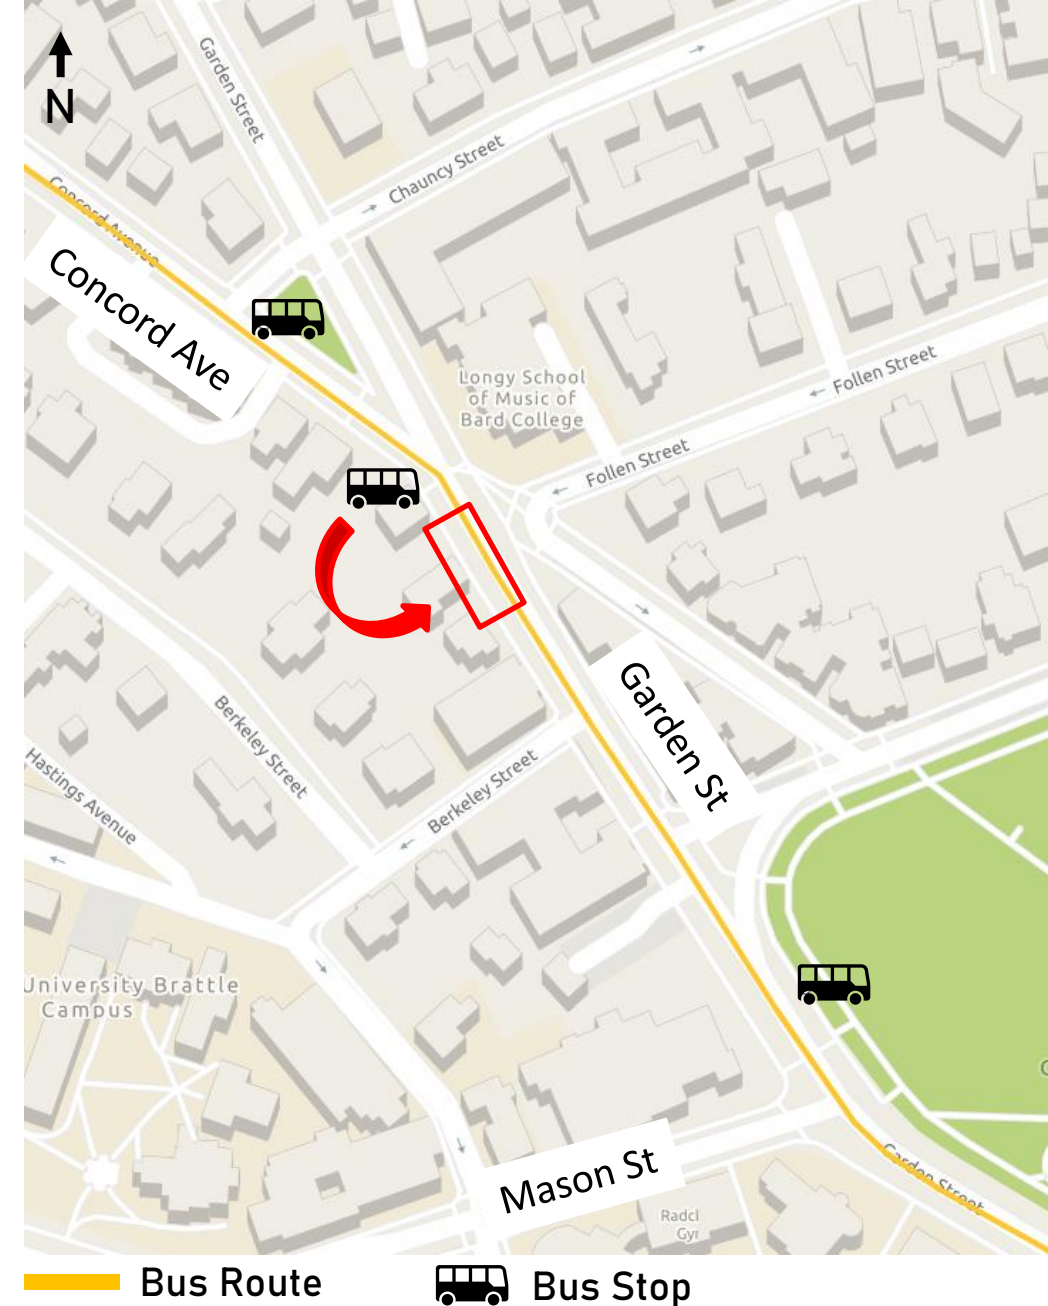 N
Garden Street
Chauncy Street
Concord Avenue
Concord Ave
Longy School
of Music of
Bard College
Follen Street
Follen Street
Garden St
Berkeley Street
Berkeley Street
Hastings Avenue
University Brattle
Campus
Mason St
Garden Street
Radcl
Gyr
Bus Route
Bus Stop